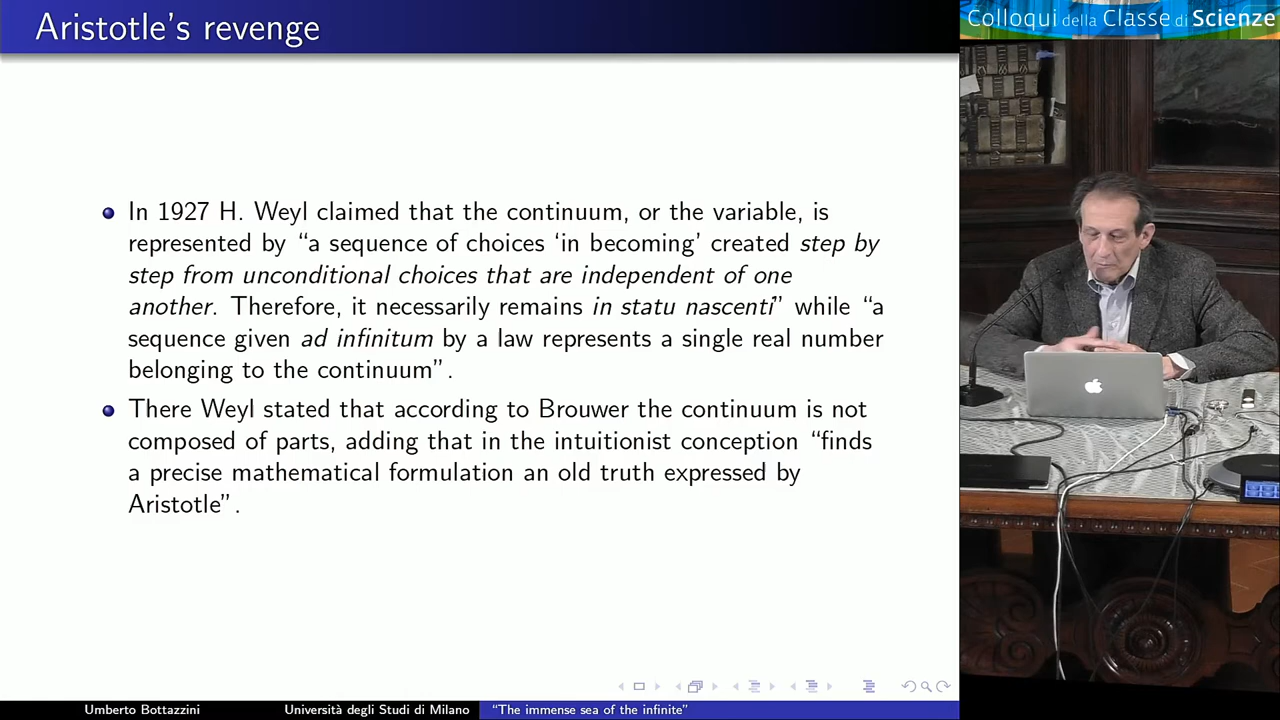 Aristotle's revenge
Colloqui della Classe di Scienze
In 1927 H. Weyl claimed that the continuum, or the variable, is
represented by “a sequence of choices ‘in becoming’ created step by
step from unconditional choices that are independent of one
another. Therefore, it necessarily remains in statu nascenti” while “a
sequence given ad infinitum by a law represents a single real number
belonging to the continuum”.
There Weyl stated that according to Brouwer the continuum is not
composed of parts, adding that in the intuitionist conception “finds
a precise mathematical formulation an old truth expressed by
Aristotle”.
Umberto Bottazzini
Università degli Studi di Milano
“The immense sea of the infinite”